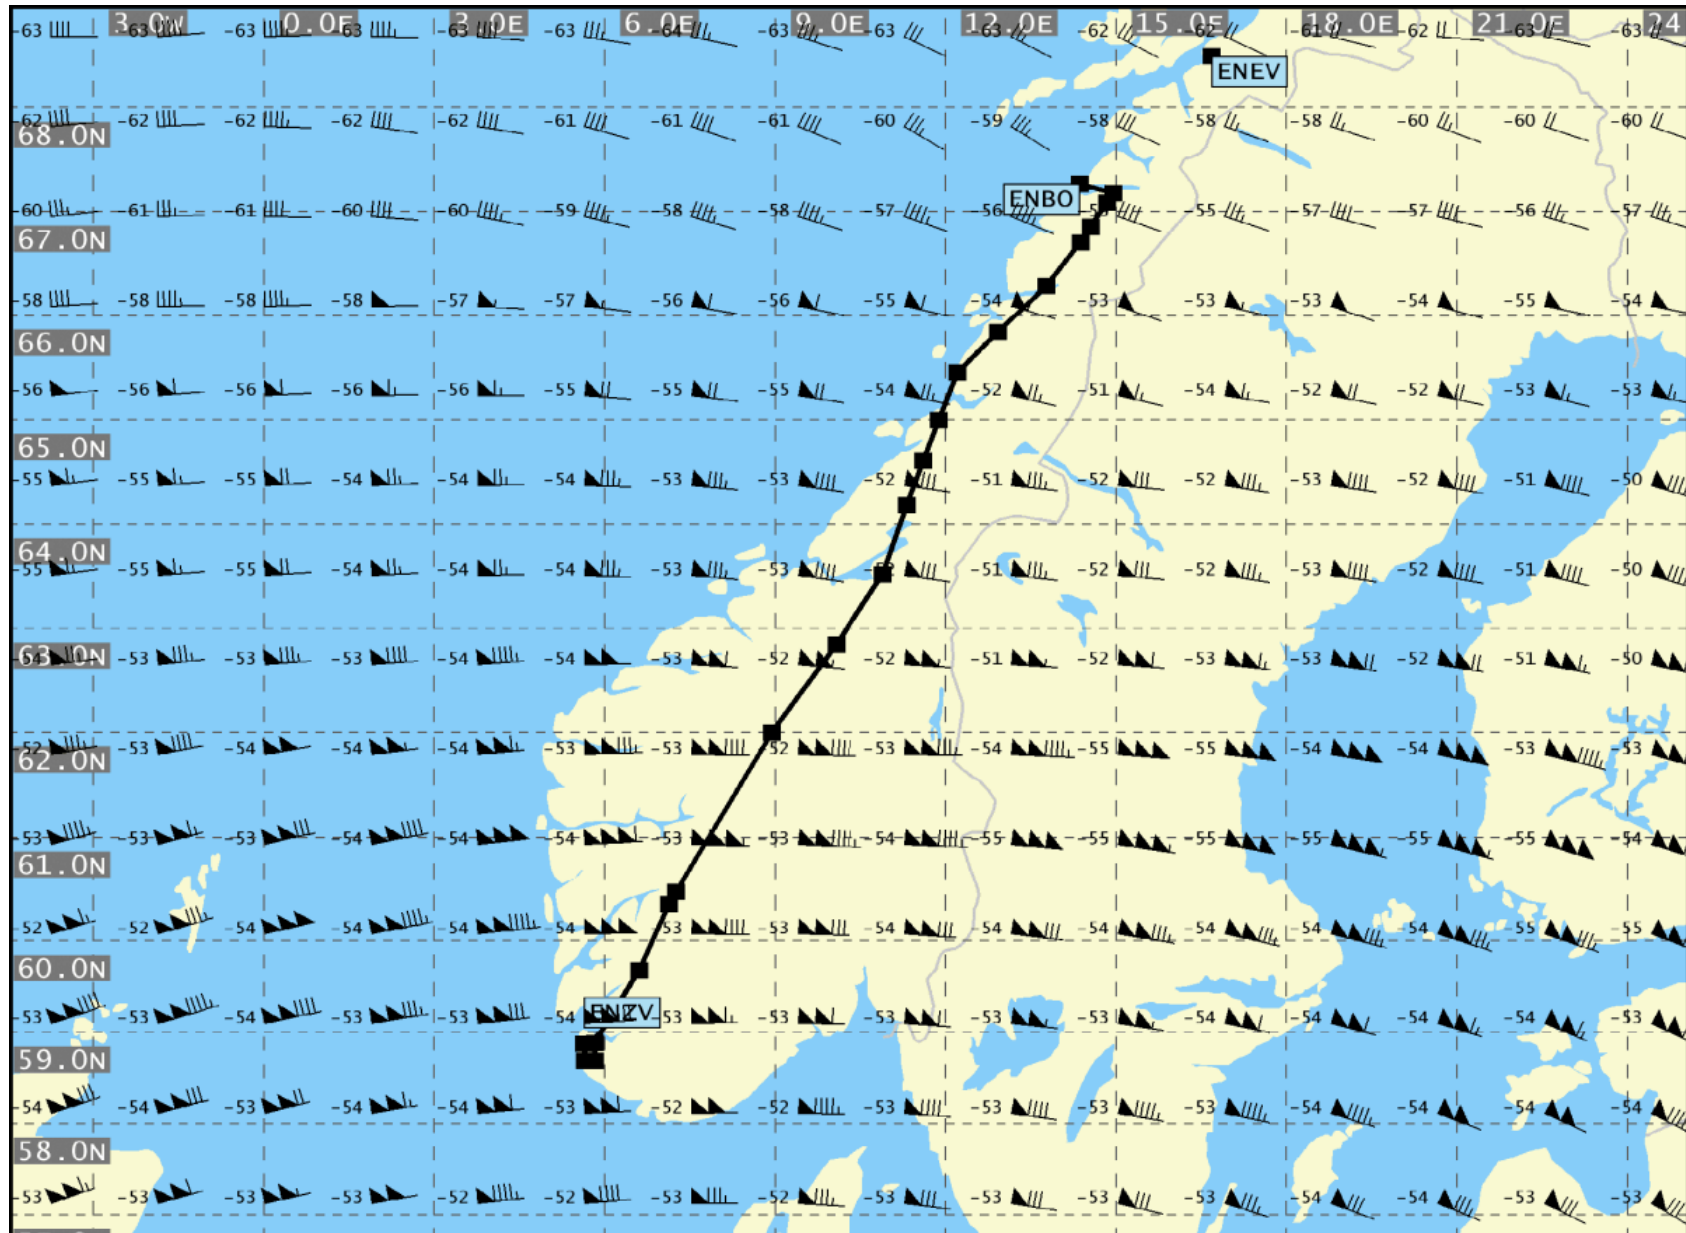 3.0W 0.0E 3.0E 6.0E 9.0E 12.0E 15.0E 18.0E 21.0E 24
-63 -63 -63 -63 -63 -63 -64 -63 -63 -63 -62 -62 -61 -62 -63 -63
ENEV
-62 -62 -62 -62 -62 -61 -61 -61 -60 -59 -58 -58 -58 -60 -60 -60
68.0N
ENBO
60 -61 -61 -60 -60 -59 -58 -58 -57 -56 -55 -57 -57 -56 -57
67.0N
-58 -58 -58 -58 -57 -57 -56 -56 -55 -54 -53 -53 -53 -54 -55 -54
66.0N
-56 -56 -56 -56 -56 -55 -55 -55 -54 -52 -51 -54 -52 -52 -53 -53
65.0N
-55 -55 -55 -54 -54 -54 -53 -53 -52 -51 -52 -52 -53 -52 -51 -50
64.0N
-55 -55 -55 -54 -54 -54 -53 -53 -51 -52 -52 -53 -52 -51 -50
63.0N
54 -53 -53 -53 -54 -54 -53 -52 -52 -51 -52 -53 -53 -52 -51 -50
52 -53 -54 -54 -54 -53 -53 -52 -53 -54 -55 -55 -54 -54 -53 -53
62.0N
-53 -53 -53 -54 -54 -54 -53 -53 -54 -55 -55 -55 -55 -55 -55 -54
61.0N
-52 -52 -54 -54 -54 -54 -53 -53 -54 -54 -54 -54 -54 -54 -55 -55
60.0N
ENZV
-53 -53 -54 -53 -53 -54 -53 -53 -53 -53 -53 -54 -54 -54 -54 -53
59.0N
-54 -54 -53 -54 -54 -53 -52 -52 -53 -53 -53 -53 -54 -54 -54 -54
58.0N
-53 -53 -53 -53 -52 -52 -53 -52 -53 -53 -53 -53 -54 -54 -53 -53